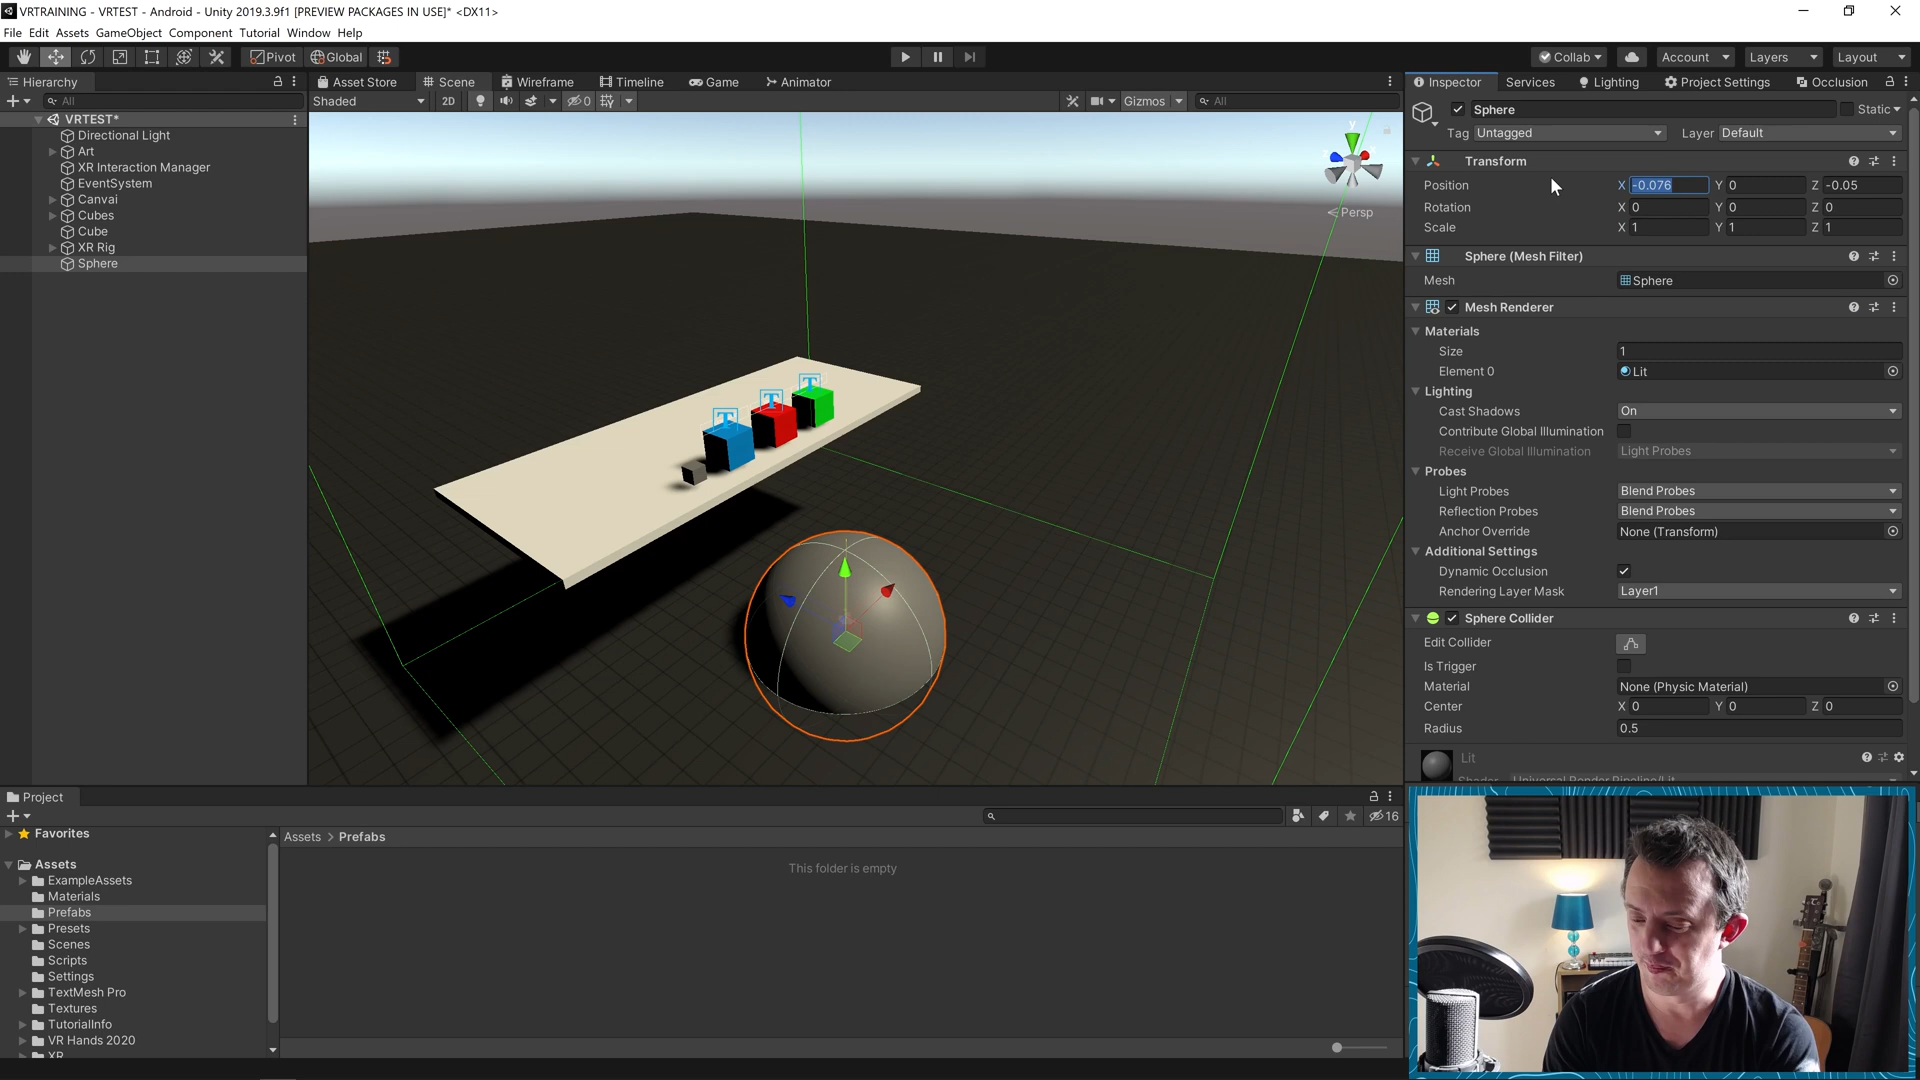 VRTRAINING - VRTEST - Android - Unity 2019.3.9f1 [PREVIEW PACKAGES IN USE]* <DX11>
File Edit Assets GameObject Component Tutorial Window Help
Pivot Global Collab Account Layers Layout
Hierarchy
All
VRTEST*
Directional Light
Art
XR Interaction Manager
EventSystem
Canvai
Cubes
Cube
XR Rig
Sphere
Asset Store Scene Wireframe Timeline Game Animator
Shaded 2D 0 Gizmos All
y
Persp
T T T
Inspector Services Lighting Project Settings Occlusion
Sphere Static
Tag Untagged Layer Default
Transform
Position X -0.076 Y 0 Z -0.05
Rotation X 0 Y 0 Z 0
Scale X 1 Y 1 Z 1
Sphere (Mesh Filter)
Mesh Sphere
Mesh Renderer
Materials
Size 1
Element 0 Lit
Lighting
Cast Shadows On
Contribute Global Illumination
Receive Global Illumination Light Probes
Probes
Light Probes Blend Probes
Reflection Probes Blend Probes
Anchor Override None (Transform)
Additional Settings
Dynamic Occlusion
Rendering Layer Mask Layer1
Sphere Collider
Edit Collider
Is Trigger
Material None (Physic Material)
Center X 0 Y 0 Z 0
Radius 0.5
Lit
Shader Universal Render Pipeline/Lit
Project
16
Favorites
Assets
ExampleAssets
Materials
Prefabs
Presets
Scenes
Scripts
Settings
TextMesh Pro
Textures
TutorialInfo
VR Hands 2020
XR
Assets > Prefabs
This folder is empty